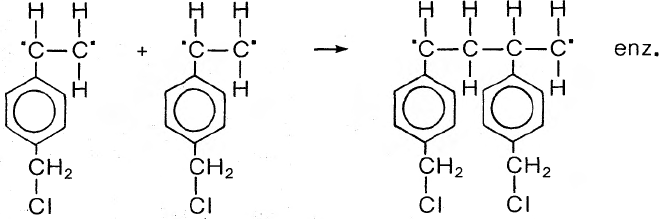 H H H H H H H H
·C—C· + ·C—C· → ·C—C—C—C· enz.
H H H H
CH₂ CH₂ CH₂ CH₂
Cl Cl Cl Cl